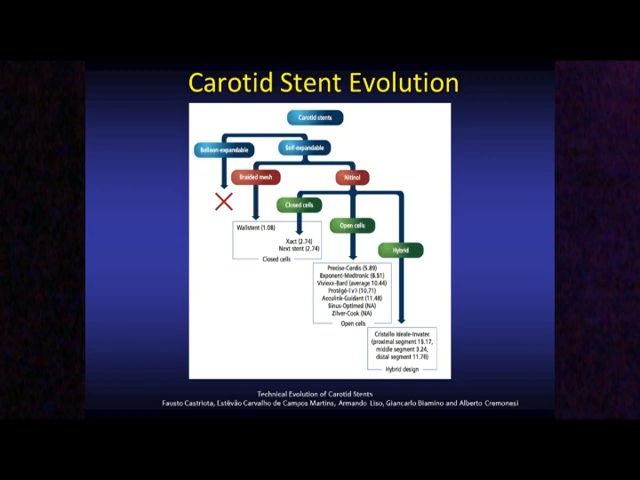 Carotid Stent Evolution
Carotid stents
Balloon-expandable
Self-expandable
Braided mesh
Nitinol
Closed cells
Open cells
Hybrid
Wallstent (1.08)
Xact (2.74)
Next stent (2.74)
Closed cells
Precise-Cordis (5.89)
Exponent-Medtronic (6.51)
Vivexx-Bard (average 10.44)
Protégé- (10.71)
Acculink-Guidant (11.48)
Sinus-Optimed (NA)
Zilver-Cook (NA)
Open cells
Cristallo Ideale-Invatec
(proximal segment 15.17,
middle segment 3.24,
distal segment 11.78)
Hybrid design
Technical Evolution of Carotid Stents
Fausto Castriota, Estêvão Carvalho de Campos Martins, Armando Liso, Giancarlo Biamino and Alberto Cremonesi